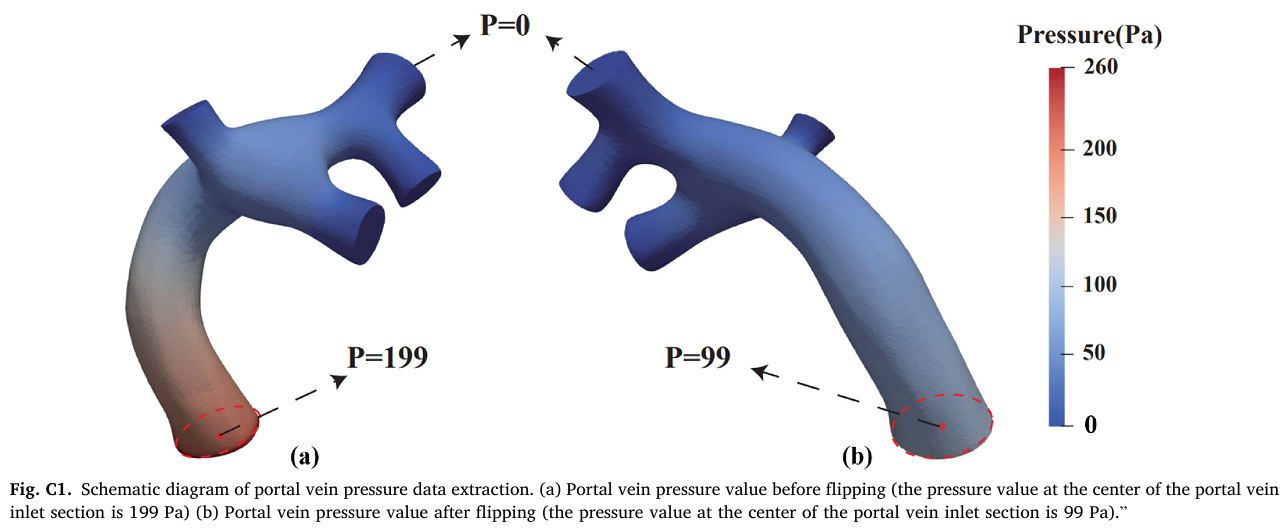 P=0
Pressure(Pa)
260
200
150
100
50
0
P=199
P=99
(a)
(b)
Fig. C1. Schematic diagram of portal vein pressure data extraction. (a) Portal vein pressure value before flipping (the pressure value at the center of the portal vein
inlet section is 199 Pa) (b) Portal vein pressure value after flipping (the pressure value at the center of the portal vein inlet section is 99 Pa).”